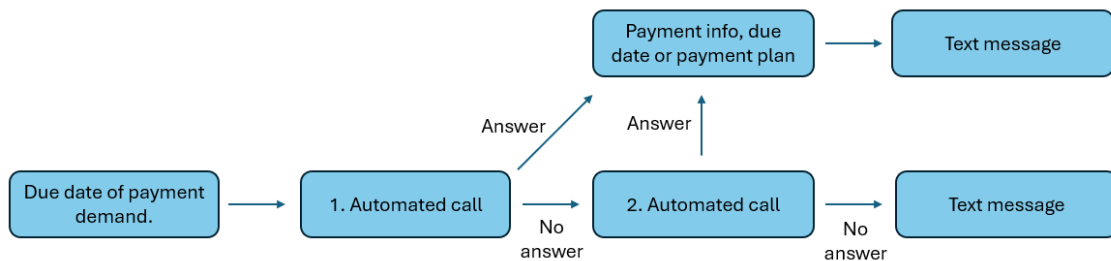 Payment info, due
date or payment plan
Text message
Answer
Answer
Due date of payment
demand.
1. Automated call
No
answer
2. Automated call
No
answer
Text message